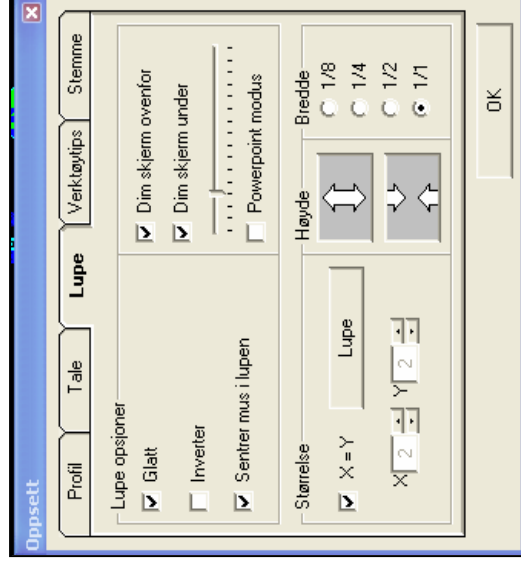 Oppsett
Profil
Tale
Lupe
Verktøytips
Stemme
Lupe opsjoner
Glatt
Inverter
Sentrer mus i lupen
Dim skjerm ovenfor
Dim skjerm under
Powerpoint modus
Størrelse
X = Y
Lupe
X 2 Y 2
Høyde
Bredde
1/8
1/4
1/2
1/1
OK